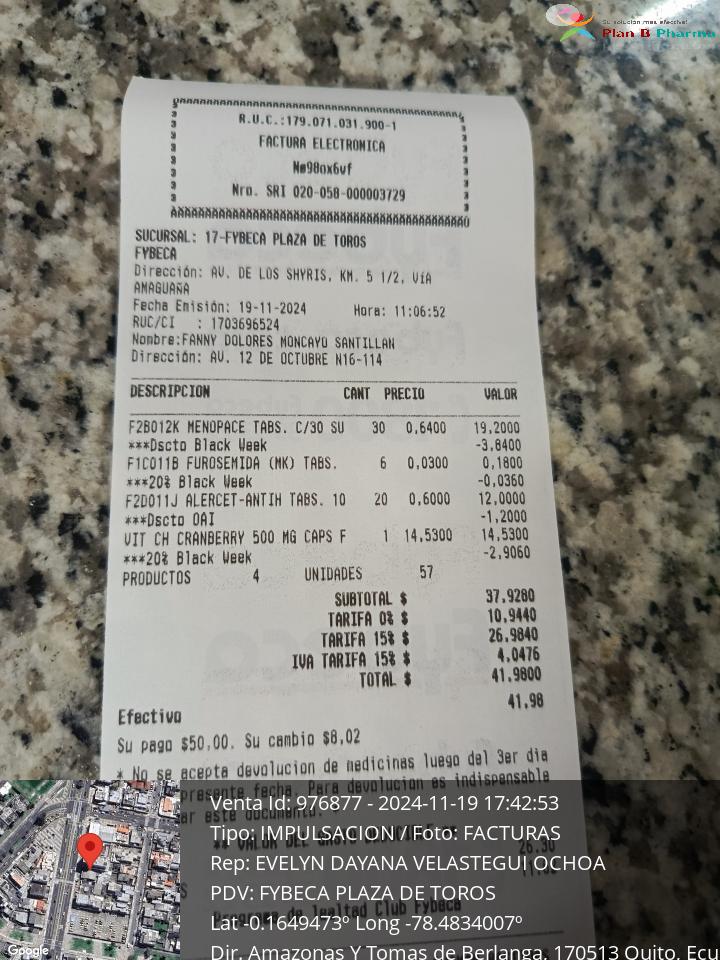 Su solucion mas efectiva!
Plan B Pharma
R.U.C.:179.071.031.900-1
FACTURA ELECTRONICA
Nm98ox6vf
Nro. SRI 020-058-000003729
SUCURSAL: 17-FYBECA PLAZA DE TOROS
FYBECA
Dirección: AV. DE LOS SHYRIS, KM. 5 1/2, VíA
AMAGUAÑA
Fecha Emisión: 19-11-2024 Hora: 11:06:52
RUC/CI : 1703696524
Nombre:FANNY DOLORES MONCAYO SANTILLAN
Dirección: AV. 12 DE OCTUBRE N16-114
DESCRIPCION CANT PRECIO VALOR
F2B012K MENOPACE TABS. C/30 SU 30 0,6400 19,2000
***Dscto Black Week -3,8400
F1C011B FUROSEMIDA (MK) TABS. 6 0,0300 0,1800
***20% Black Week -0,0360
F2D011J ALERCET-ANTIH TABS. 10 20 0,6000 12,0000
***Dscto OAI -1,2000
VIT CH CRANBERRY 500 MG CAPS F 1 14,5300 14,5300
***20% Black Week -2,9060
PRODUCTOS 4 UNIDADES 57
SUBTOTAL $ 37,9280
TARIFA 0% $ 10,9440
TARIFA 15% $ 26,9840
IVA TARIFA 15% $ 4,0476
TOTAL $ 41,9800
41,98
Efectivo
Su pago $50,00. Su cambio $8,02
* No se acepta devolucion de medicinas luego del 3er dia
presente fecha. Para devolucion es indispensable
ar este documento.
26.30
Venta Id: 976877 - 2024-11-19 17:42:53
Tipo: IMPULSACION / Foto: FACTURAS
Rep: EVELYN DAYANA VELASTEGUI OCHOA
PDV: FYBECA PLAZA DE TOROS
Club Fybeca
Lat -0.1649473º Long -78.4834007º
Dir. Amazonas Y Tomas de Berlanga, 170513 Quito, Ecu
Google